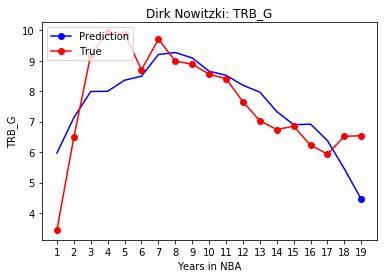 Dirk Nowitzki: TRB_G
10
9
8
7
6
5
4
TRB_G
Prediction
True
1 2 3 4 5 6 7 8 9 10 11 12 13 14 15 16 17 18 19
Years in NBA